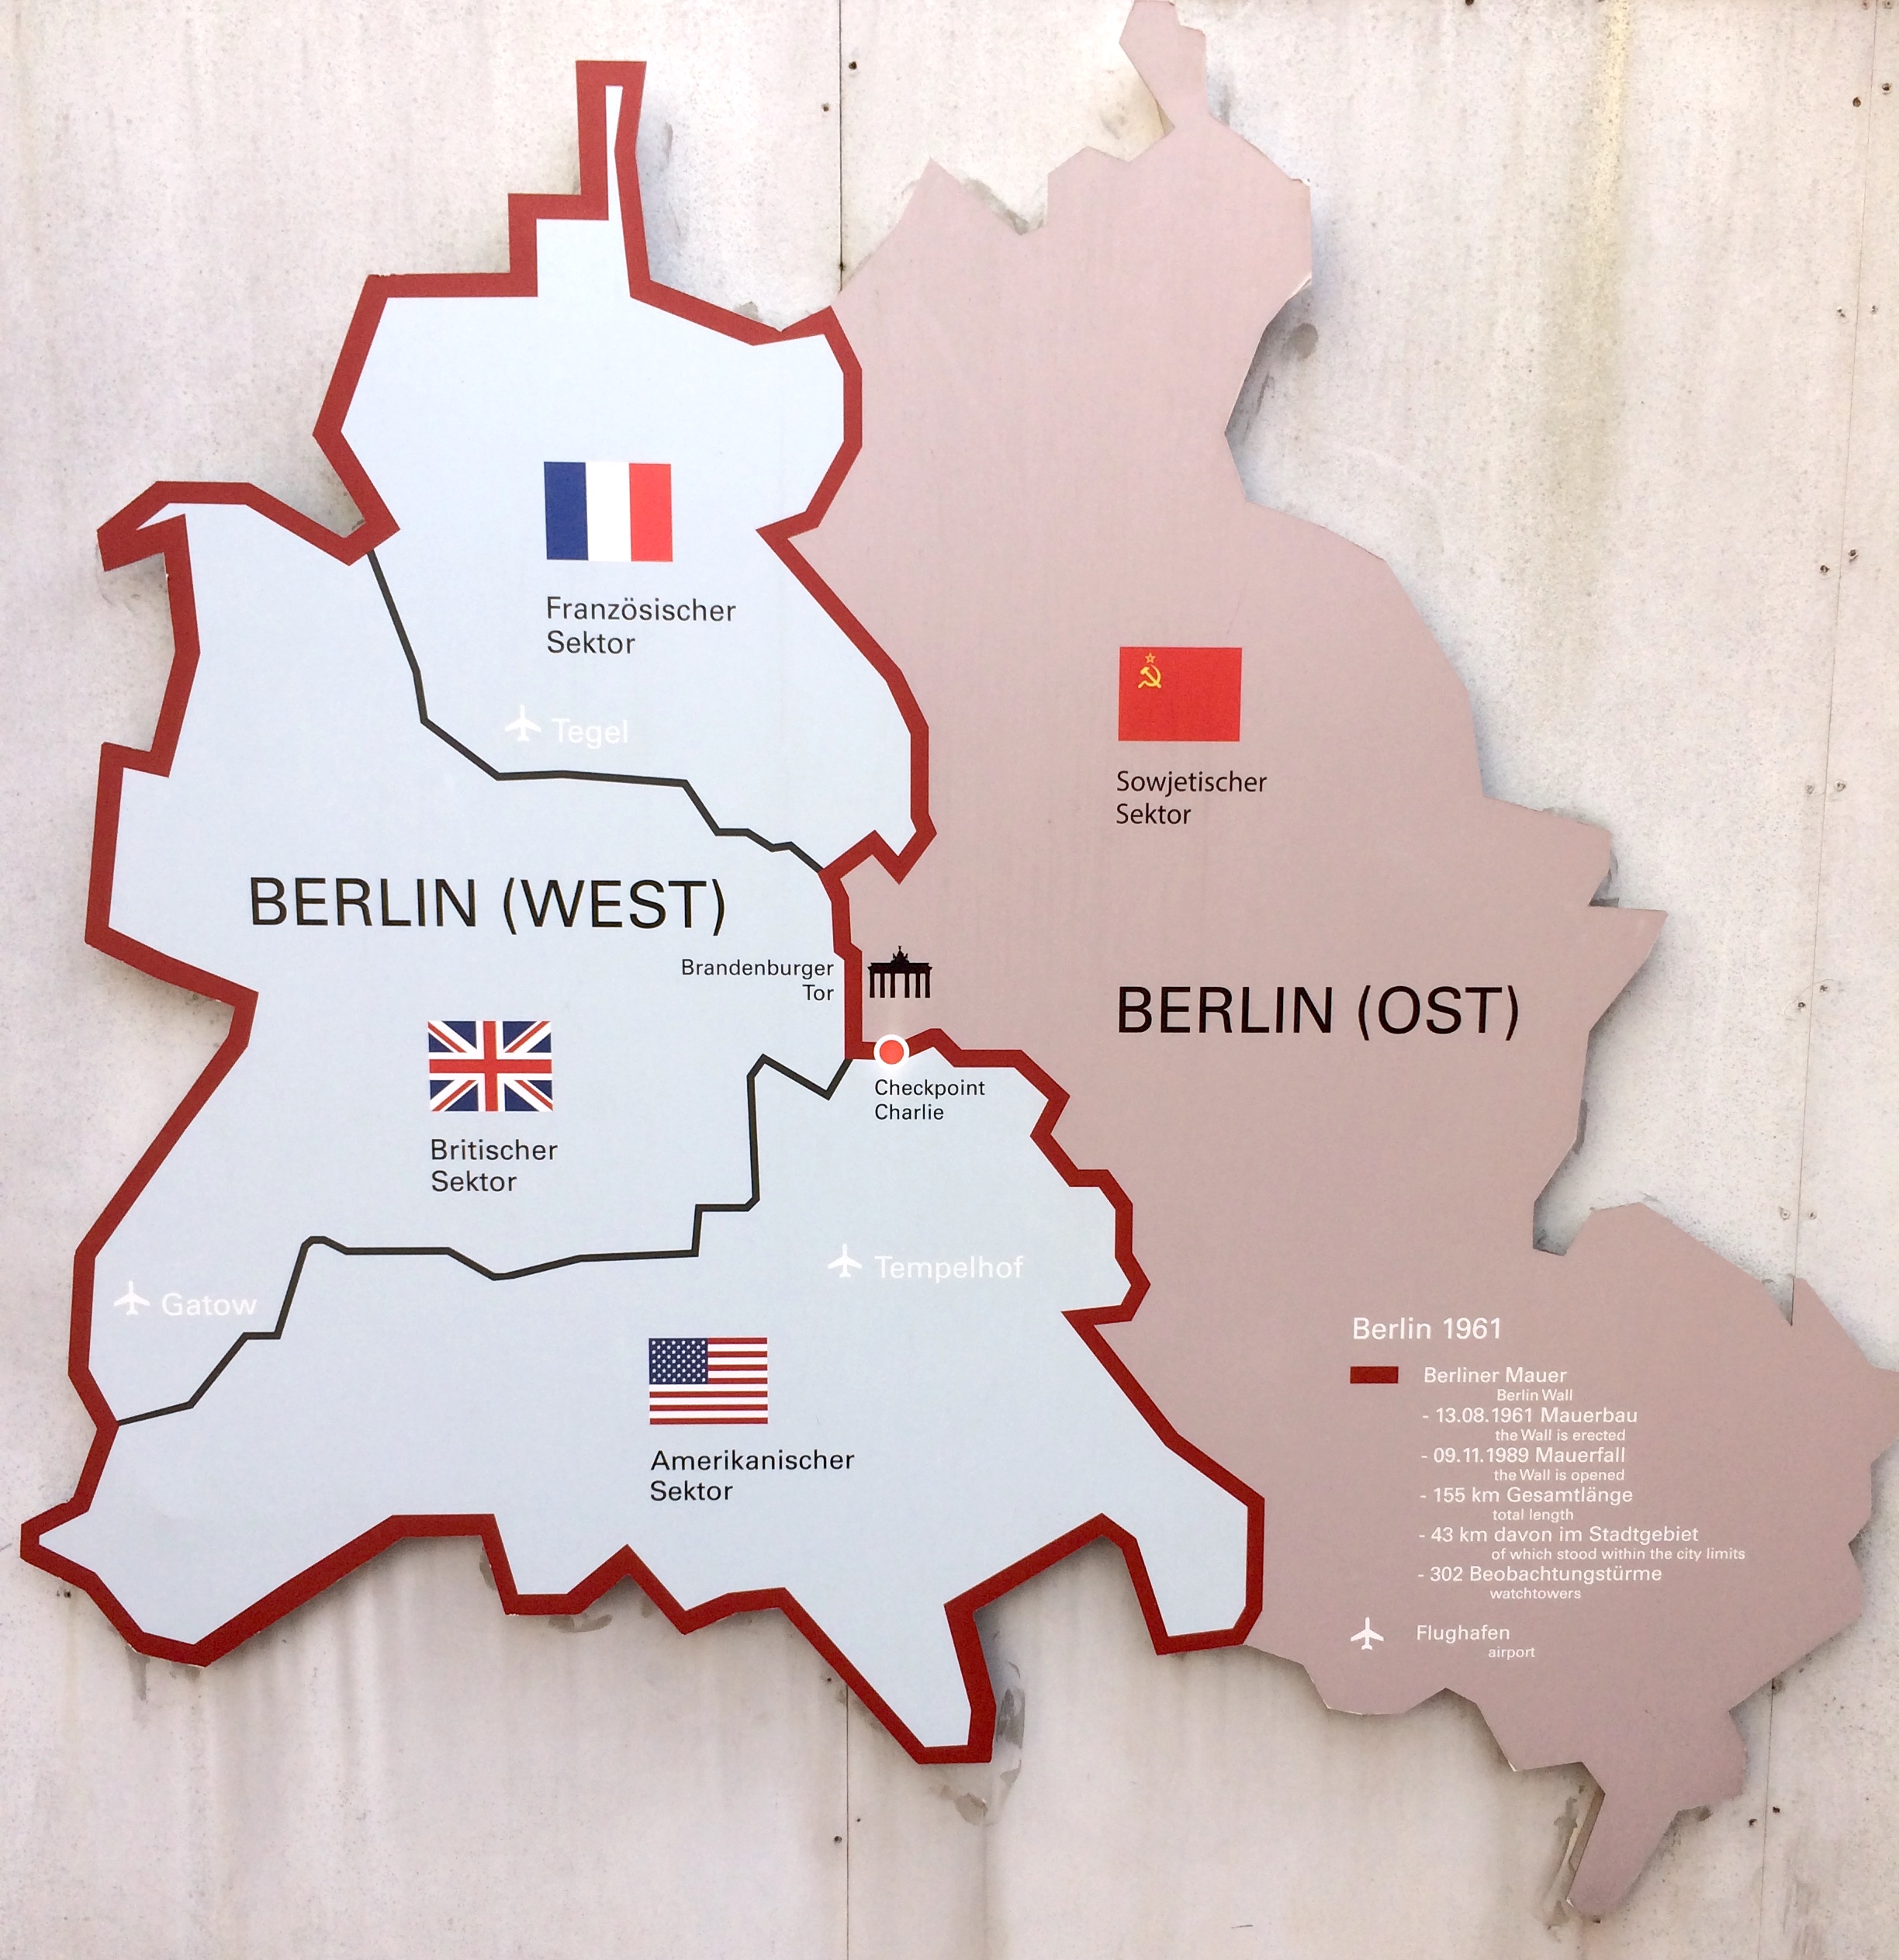 Französischer
Sektor
Tegel
Sowjetischer
Sektor
BERLIN (WEST)
Brandenburger
Tor
BERLIN (OST)
Britischer
Sektor
Checkpoint
Charlie
Gatow
Tempelhof
Amerikanischer
Sektor
Berlin 1961
Berliner Mauer
Berlin Wall
- 13.08.1961 Mauerbau
the Wall is erected
- 09.11.1989 Mauerfall
the Wall is opened
- 155 km Gesamtlänge
total length
- 43 km davon im Stadtgebiet
of which stood within the city limits
- 302 Beobachtungstürme
watchtowers
Flughafen
airport